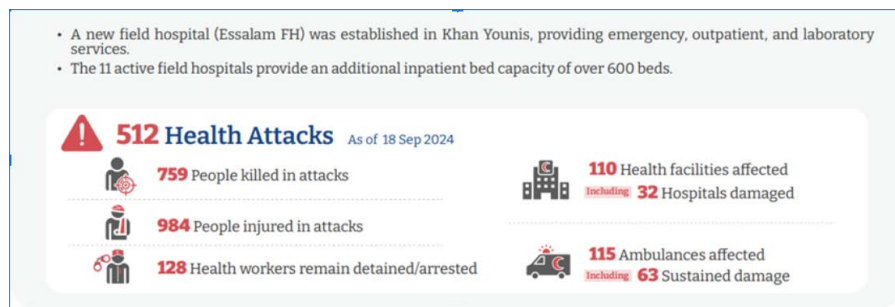 • A new field hospital (Essalam FH) was established in Khan Younis, providing emergency, outpatient, and laboratory
services.
• The 11 active field hospitals provide an additional inpatient bed capacity of over 600 beds.
512 Health Attacks As of 18 Sep 2024
759 People killed in attacks
984 People injured in attacks
128 Health workers remain detained/arrested
110 Health facilities affected
Including 32 Hospitals damaged
115 Ambulances affected
Including 63 Sustained damage